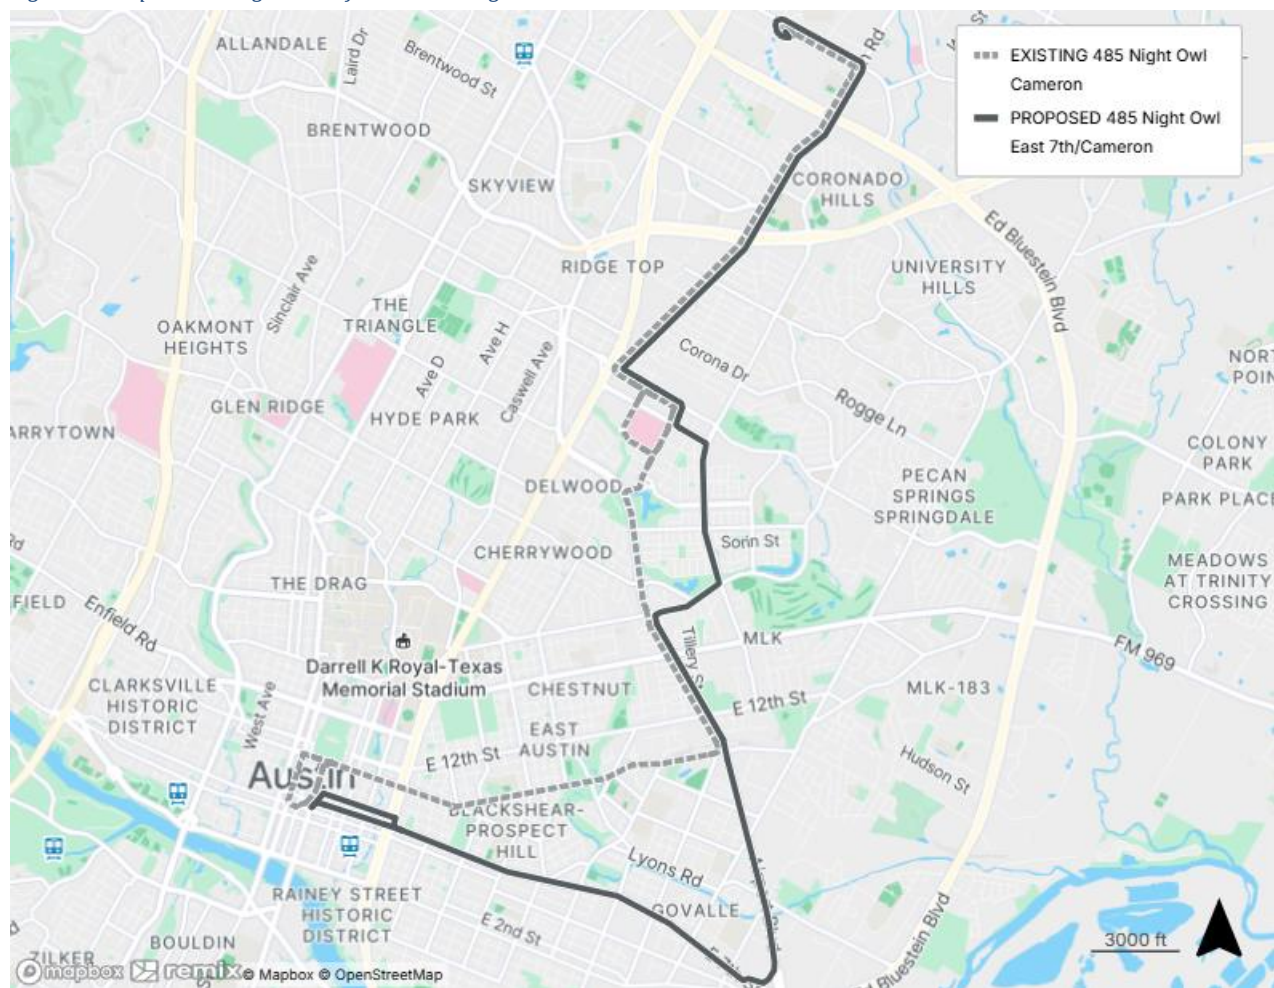 EXISTING 485 Night Owl
Cameron
PROPOSED 485 Night Owl
East 7th/Cameron
ALLANDALE
Laird Dr
Brentwood St
BRENTWOOD
SKYVIEW
CORONADO
HILLS
Ed Bluestein Blvd
RIDGE TOP
UNIVERSITY
HILLS
Sinclair Ave
THE
TRIANGLE
OAKMONT
HEIGHTS
Ave H
Ave D
Caswell Ave
Corona Dr
Rogge Ln
GLEN RIDGE
HYDE PARK
ARRYTOWN
COLONY
PARK
PECAN
SPRINGS
SPRINGDALE
PARK PLACE
DELWOOD
Sorin St
CHERRYWOOD
THE DRAG
MEADOWS
AT TRINITY
CROSSING
FIELD
Enfield Rd
MLK
Tillery St
FM 969
Darrell K Royal-Texas
Memorial Stadium
CHESTNUT
MLK-183
CLARKSVILLE
HISTORIC
DISTRICT
West Ave
E 12th St
EAST
AUSTIN
E 12th St
Hudson St
Austin
BLACKSHEAR-
PROSPECT
HILL
Lyons Rd
RAINEY STREET
HISTORIC
DISTRICT
GOVALLE
E 2nd St
Ed Bluestein Blvd
BOULDIN
ZILKER
3000 ft
mapbox remix © Mapbox © OpenStreetMap